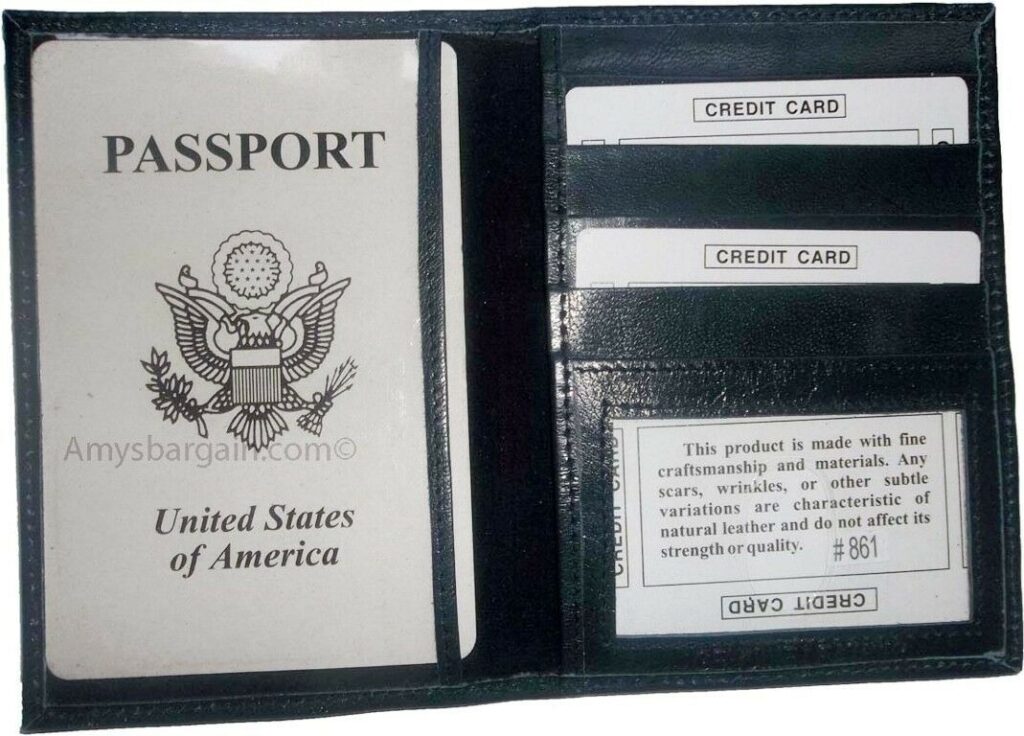 PASSPORT
Amysbargain.com©
United States
of America
CREDIT CARD
CREDIT CARD
CREDIT CARD
This product is made with fine
craftsmanship and materials. Any
scars, wrinkles, or other subtle
variations are characteristic of
natural leather and do not affect its
strength or quality. #861
CREDIT CARD